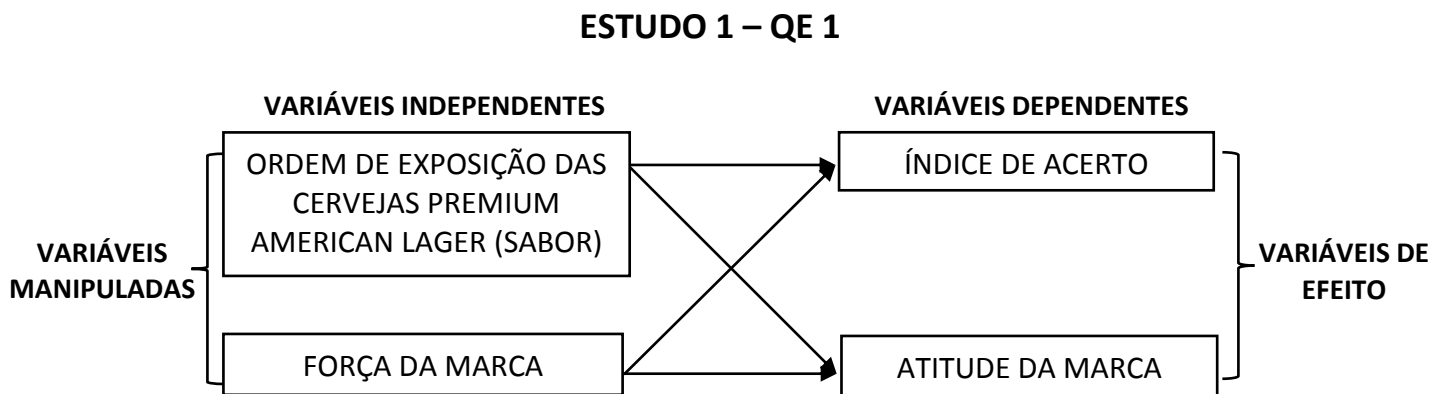 ESTUDO 1 – QE 1
VARIÁVEIS INDEPENDENTES
VARIÁVEIS DEPENDENTES
ORDEM DE EXPOSIÇÃO DAS
CERVEJAS PREMIUM
AMERICAN LAGER (SABOR)
ÍNDICE DE ACERTO
VARIÁVEIS
MANIPULADAS
VARIÁVEIS DE
EFEITO
FORÇA DA MARCA
ATITUDE DA MARCA